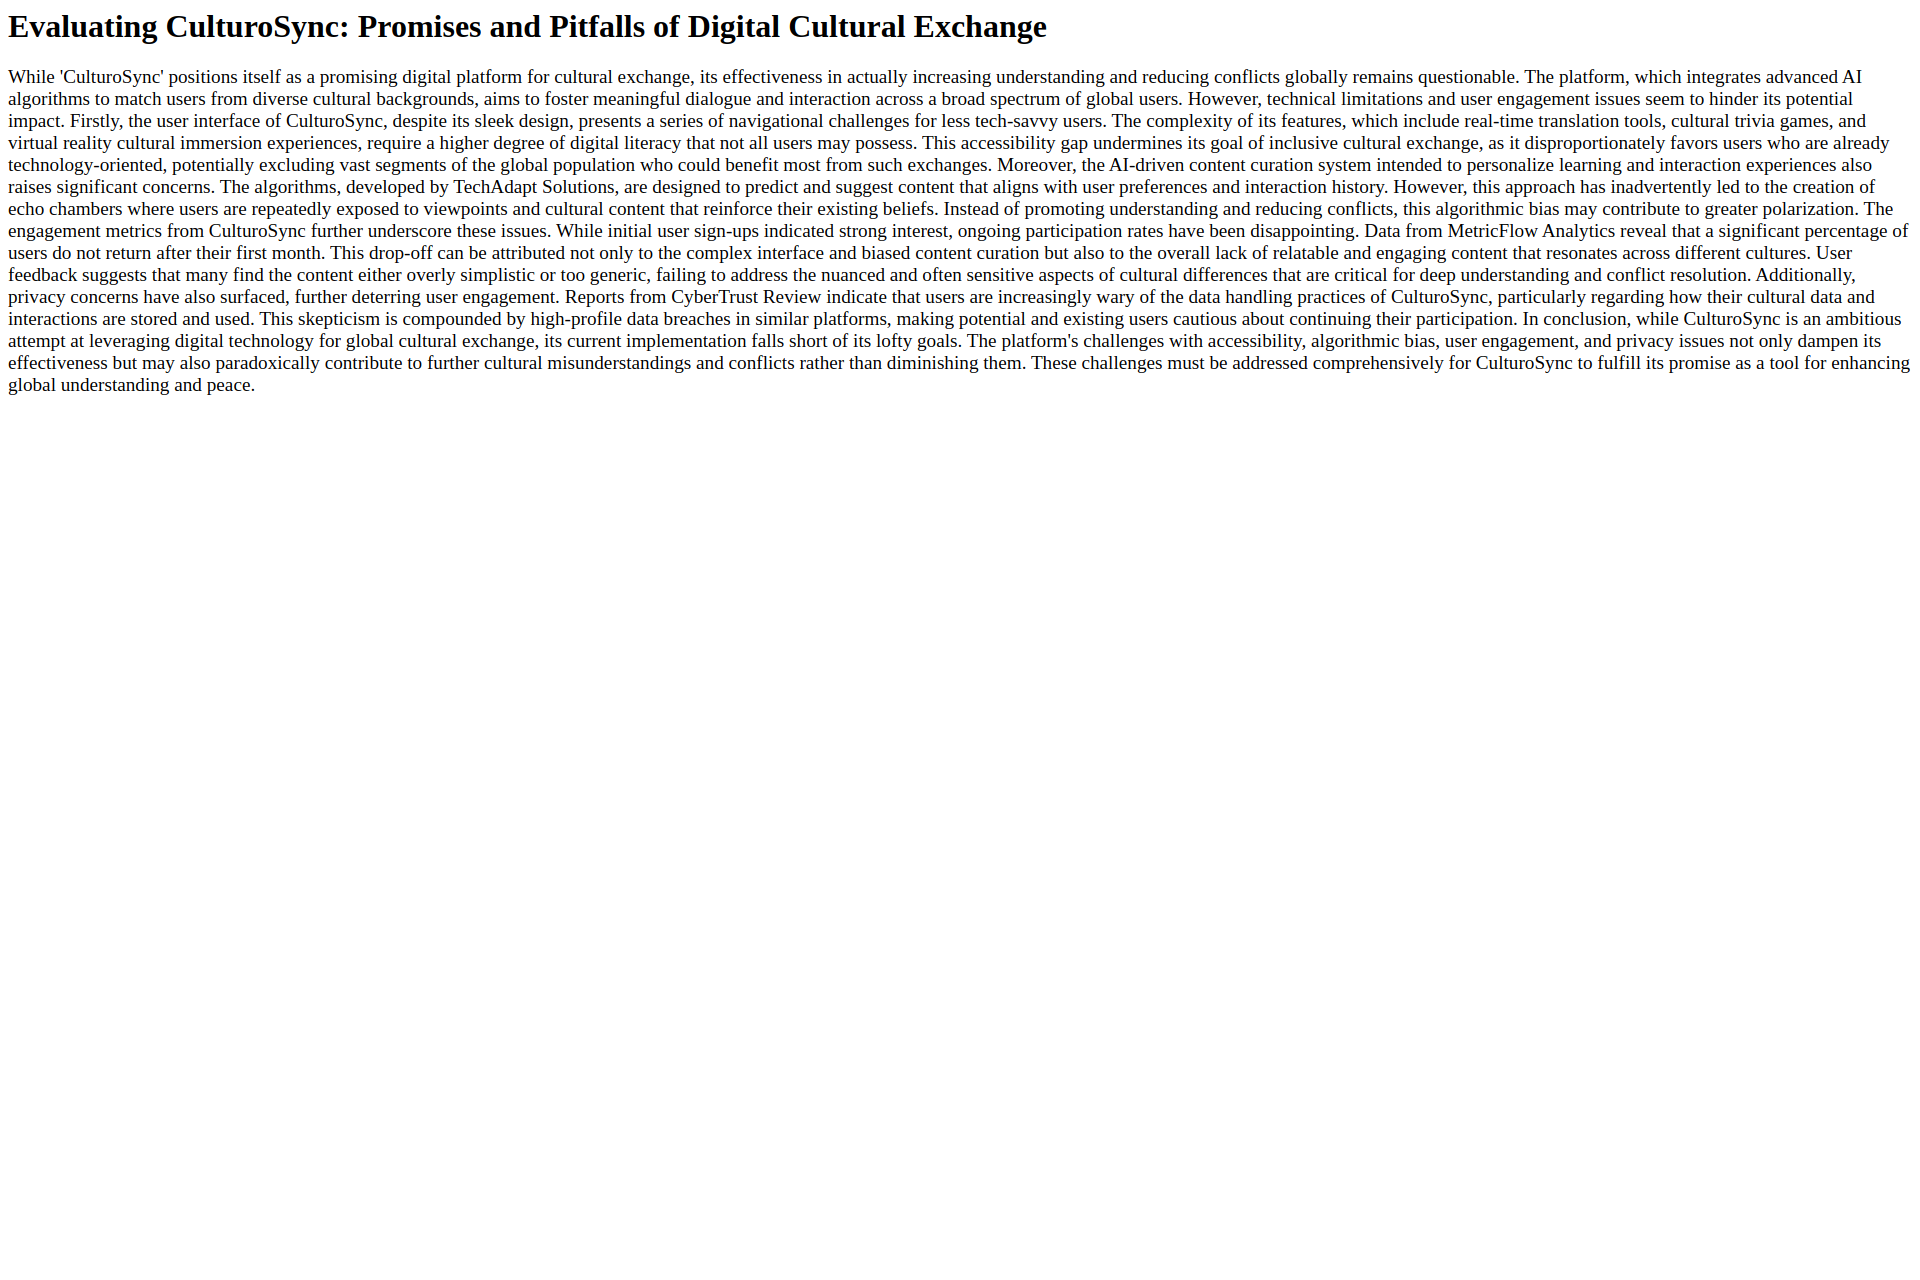 Evaluating CulturoSync: Promises and Pitfalls of Digital Cultural Exchange
While 'CulturoSync' positions itself as a promising digital platform for cultural exchange, its effectiveness in actually increasing understanding and reducing conflicts globally remains questionable. The platform, which integrates advanced AI
algorithms to match users from diverse cultural backgrounds, aims to foster meaningful dialogue and interaction across a broad spectrum of global users. However, technical limitations and user engagement issues seem to hinder its potential
impact. Firstly, the user interface of CulturoSync, despite its sleek design, presents a series of navigational challenges for less tech-savvy users. The complexity of its features, which include real-time translation tools, cultural trivia games, and
virtual reality cultural immersion experiences, require a higher degree of digital literacy that not all users may possess. This accessibility gap undermines its goal of inclusive cultural exchange, as it disproportionately favors users who are already
technology-oriented, potentially excluding vast segments of the global population who could benefit most from such exchanges. Moreover, the AI-driven content curation system intended to personalize learning and interaction experiences also
raises significant concerns. The algorithms, developed by TechAdapt Solutions, are designed to predict and suggest content that aligns with user preferences and interaction history. However, this approach has inadvertently led to the creation of
echo chambers where users are repeatedly exposed to viewpoints and cultural content that reinforce their existing beliefs. Instead of promoting understanding and reducing conflicts, this algorithmic bias may contribute to greater polarization. The
engagement metrics from CulturoSync further underscore these issues. While initial user sign-ups indicated strong interest, ongoing participation rates have been disappointing. Data from MetricFlow Analytics reveal that a significant percentage of
users do not return after their first month. This drop-off can be attributed not only to the complex interface and biased content curation but also to the overall lack of relatable and engaging content that resonates across different cultures. User
feedback suggests that many find the content either overly simplistic or too generic, failing to address the nuanced and often sensitive aspects of cultural differences that are critical for deep understanding and conflict resolution. Additionally,
privacy concerns have also surfaced, further deterring user engagement. Reports from CyberTrust Review indicate that users are increasingly wary of the data handling practices of CulturoSync, particularly regarding how their cultural data and
interactions are stored and used. This skepticism is compounded by high-profile data breaches in similar platforms, making potential and existing users cautious about continuing their participation. In conclusion, while CulturoSync is an ambitious
attempt at leveraging digital technology for global cultural exchange, its current implementation falls short of its lofty goals. The platform's challenges with accessibility, algorithmic bias, user engagement, and privacy issues not only dampen its
effectiveness but may also paradoxically contribute to further cultural misunderstandings and conflicts rather than diminishing them. These challenges must be addressed comprehensively for CulturoSync to fulfill its promise as a tool for enhancing
global understanding and peace.